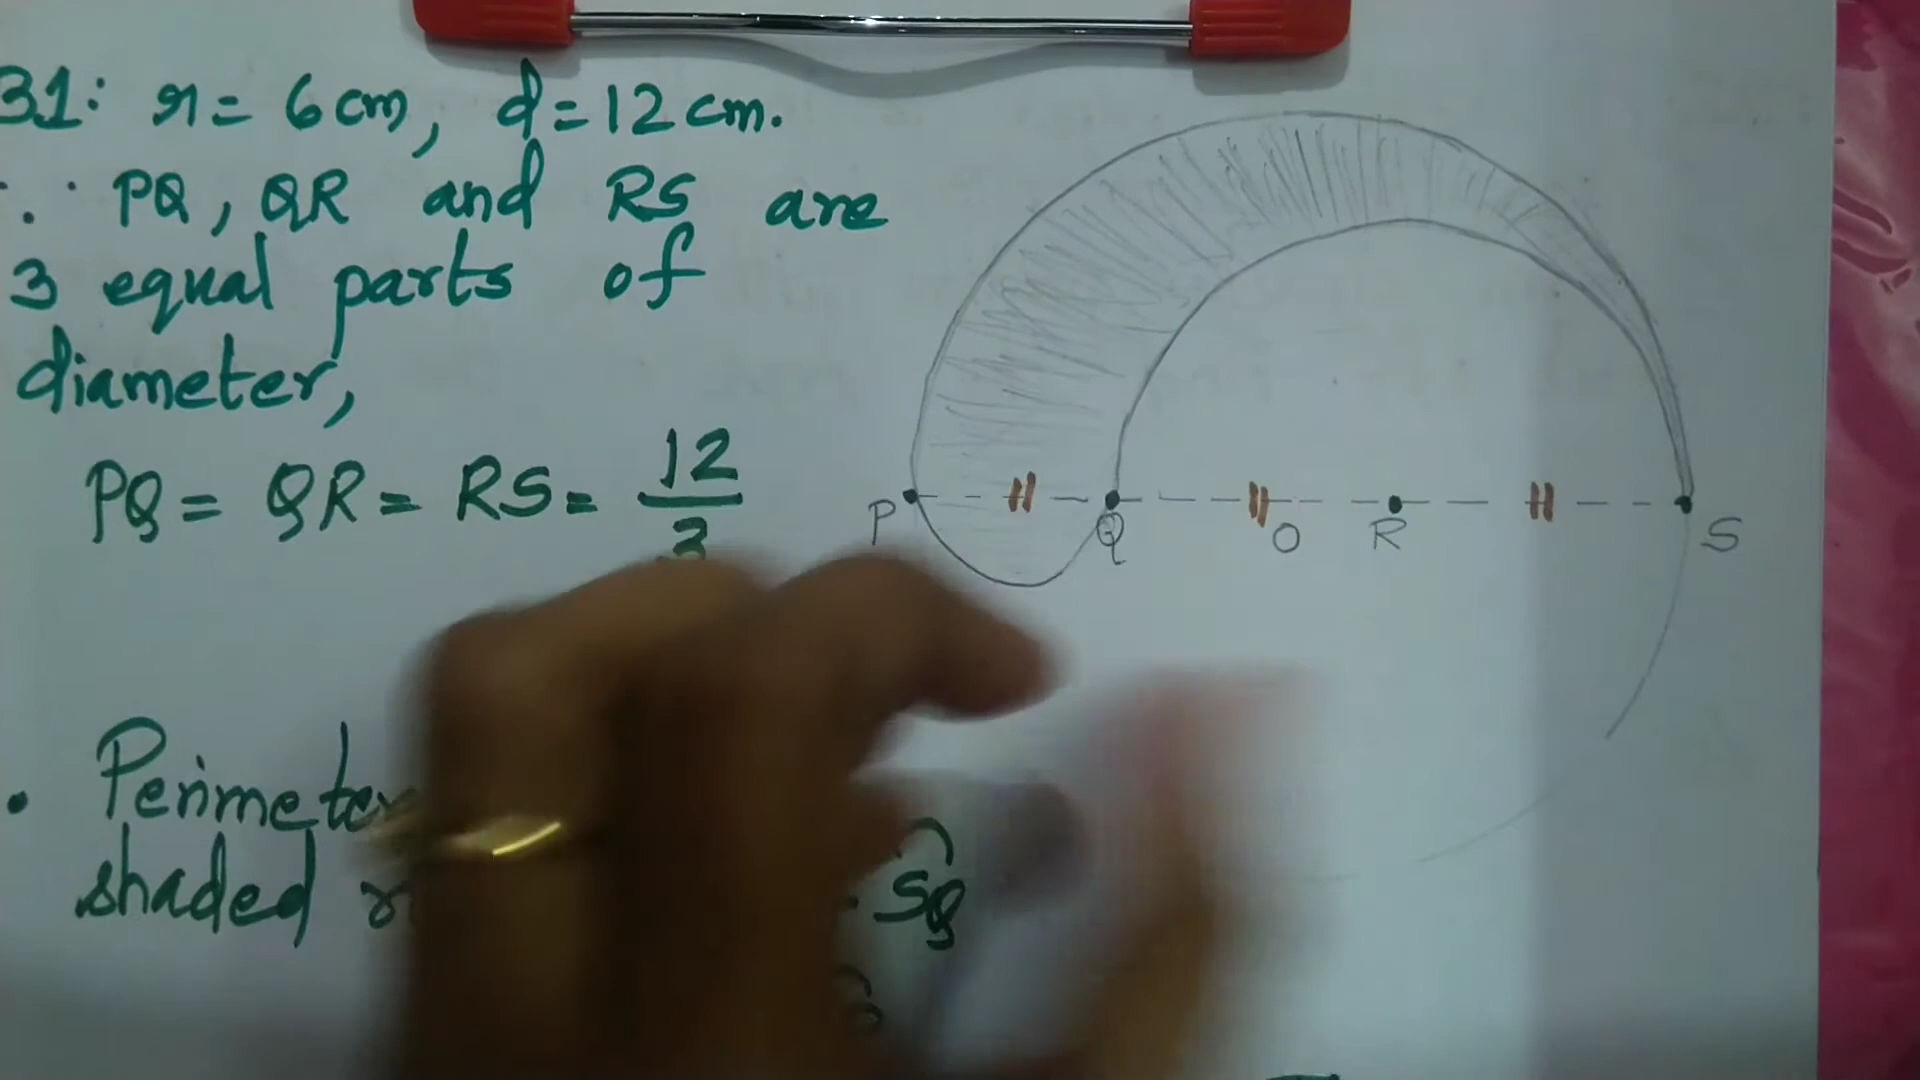 31: r = 6 cm, d = 12 cm.
∵ PQ, QR and RS are
3 equal parts of
diameter,
PQ = QR = RS = 12/3
P Q O R S
• Perimeter
shaded
SQ